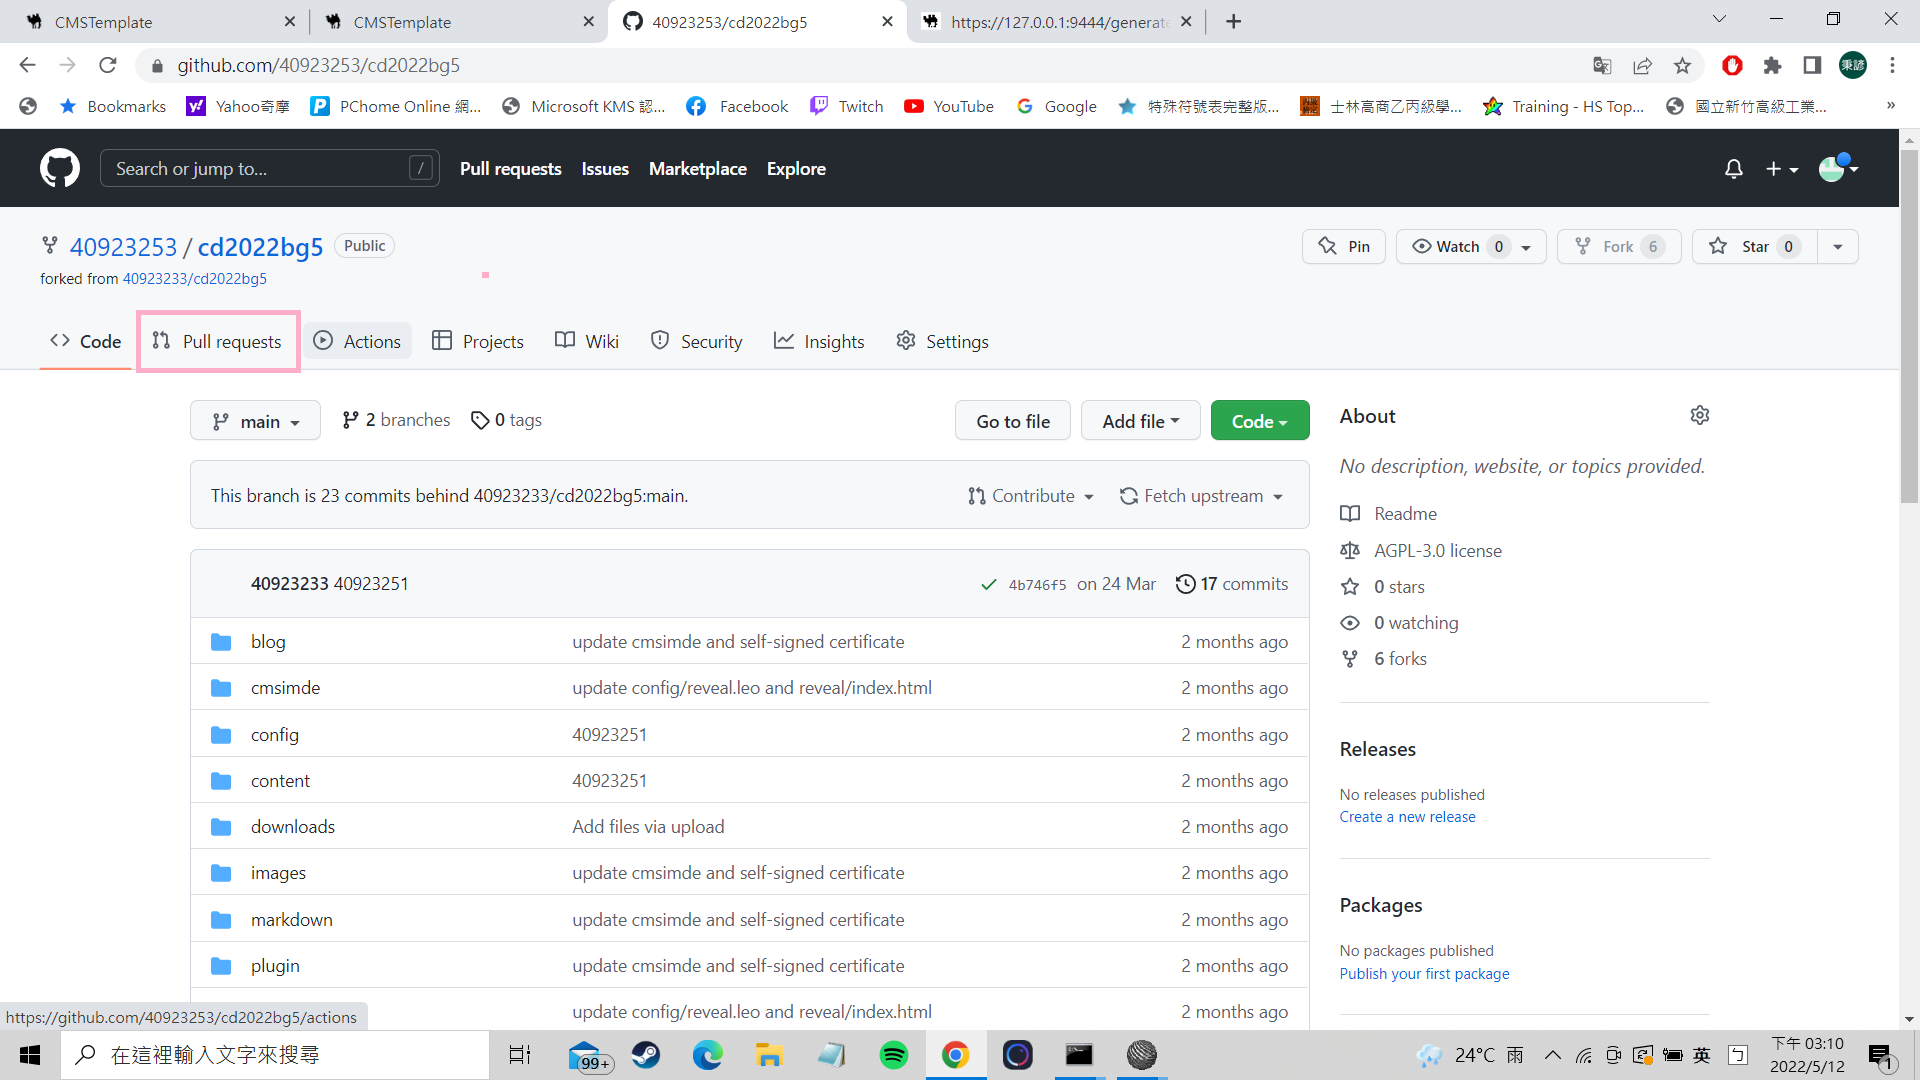 CMSTemplate
CMSTemplate
40923253/cd2022bg5
https://127.0.0.1:9444/generate
github.com/40923253/cd2022bg5
秉諺
Bookmarks
Yahoo奇摩
PChome Online 網...
Microsoft KMS 認...
Facebook
Twitch
YouTube
Google
特殊符號表完整版...
士林高商乙丙級學...
Training - HS Top...
國立新竹高級工業...
»
Search or jump to...
/
Pull requests
Issues
Marketplace
Explore
40923253 / cd2022bg5
Public
forked from 40923233/cd2022bg5
Pin
Watch 0
Fork 6
Star 0
Code
Pull requests
Actions
Projects
Wiki
Security
Insights
Settings
main
2 branches
0 tags
Go to file
Add file
Code
This branch is 23 commits behind 40923233/cd2022bg5:main.
Contribute
Fetch upstream
40923233 40923251
4b746f5 on 24 Mar
17 commits
blog
update cmsimde and self-signed certificate
2 months ago
cmsimde
update config/reveal.leo and reveal/index.html
2 months ago
config
40923251
2 months ago
content
40923251
2 months ago
downloads
Add files via upload
2 months ago
images
update cmsimde and self-signed certificate
2 months ago
markdown
update cmsimde and self-signed certificate
2 months ago
plugin
update cmsimde and self-signed certificate
2 months ago
update config/reveal.leo and reveal/index.html
2 months ago
About
No description, website, or topics provided.
Readme
AGPL-3.0 license
0 stars
0 watching
6 forks
Releases
No releases published
Create a new release
Packages
No packages published
Publish your first package
https://github.com/40923253/cd2022bg5/actions
在這裡輸入文字來搜尋
99+
24°C 雨
英
ㄅ
下午 03:10
2022/5/12
1